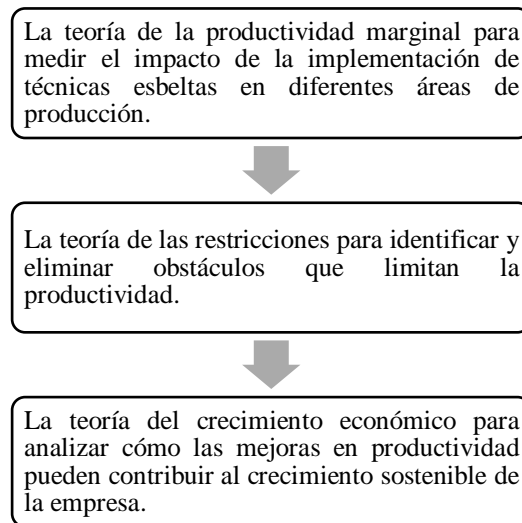 La teoría de la productividad marginal para
medir el impacto de la implementación de
técnicas esbeltas en diferentes áreas de
producción.
La teoría de las restricciones para identificar y
eliminar obstáculos que limitan la
productividad.
La teoría del crecimiento económico para
analizar cómo las mejoras en productividad
pueden contribuir al crecimiento sostenible de
la empresa.